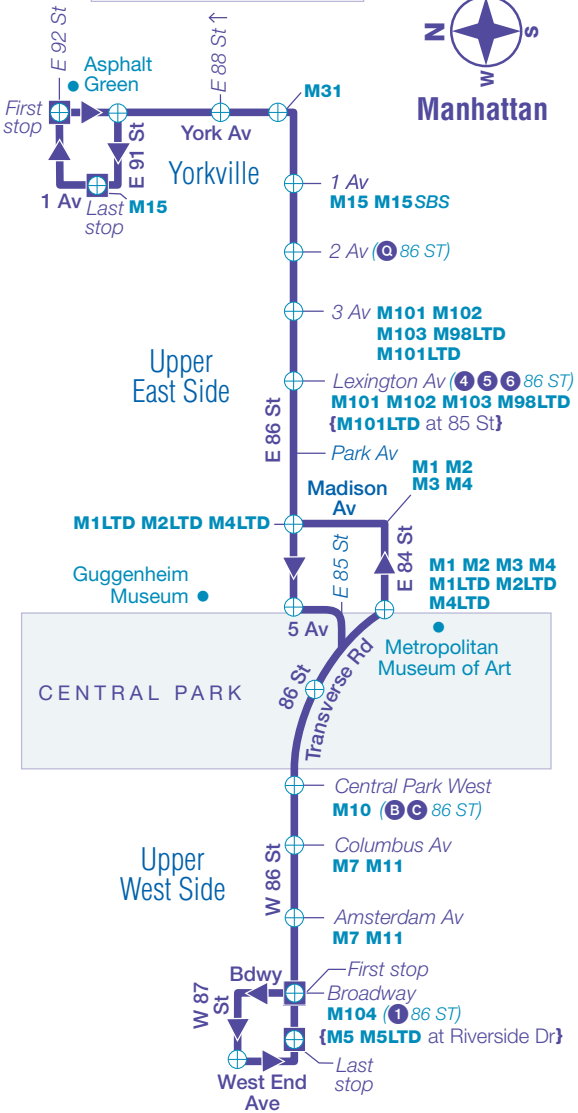 E 92 St
Asphalt
Green
E 88 St ↑
N
S
W
Manhattan
First
stop
M31
York Av
E 91 St
Yorkville
1 Av
Last
stop
M15
1 Av
M15 M15SBS
2 Av (Q 86 ST)
3 Av M101 M102
M103 M98LTD
M101LTD
Upper
East Side
Lexington Av (4 5 6 86 ST)
M101 M102 M103 M98LTD
{M101LTD at 85 St}
E 86 St
Park Av
Madison
Av
M1 M2
M3 M4
M1LTD M2LTD M4LTD
E 85 St
E 84 St
M1 M2 M3 M4
M1LTD M2LTD
M4LTD
Guggenheim
Museum
5 Av
Metropolitan
Museum of Art
CENTRAL PARK
86 St
Transverse Rd
Central Park West
M10 (B C 86 ST)
Columbus Av
M7 M11
Upper
West Side
W 86 St
Amsterdam Av
M7 M11
First stop
Bdwy
Broadway
M104 (1 86 ST)
{M5 M5LTD at Riverside Dr}
W 87
St
Last
stop
West End
Ave